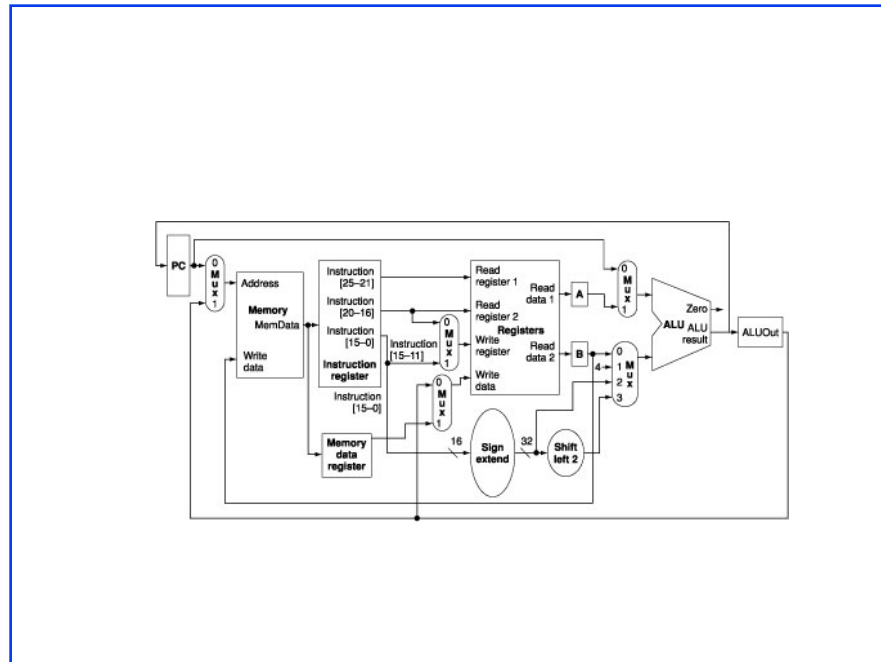 PC
0
M
u
x
1
Address
Memory
MemData
Write
data
Instruction
[25–21]
Instruction
[20–16]
Instruction
[15–0]
Instruction
register
Instruction
[15–11]
Instruction
[15–0]
Memory
data
register
0
M
u
x
1
0
M
u
x
1
16
Read
register 1
Read
register 2
Registers
Write
register
Write
data
Read
data 1
Read
data 2
Sign
extend
32
Shift
left 2
A
B
4
0
M
u
x
1
0
1
2
3
M
u
x
Zero
ALU
ALU
result
ALUOut